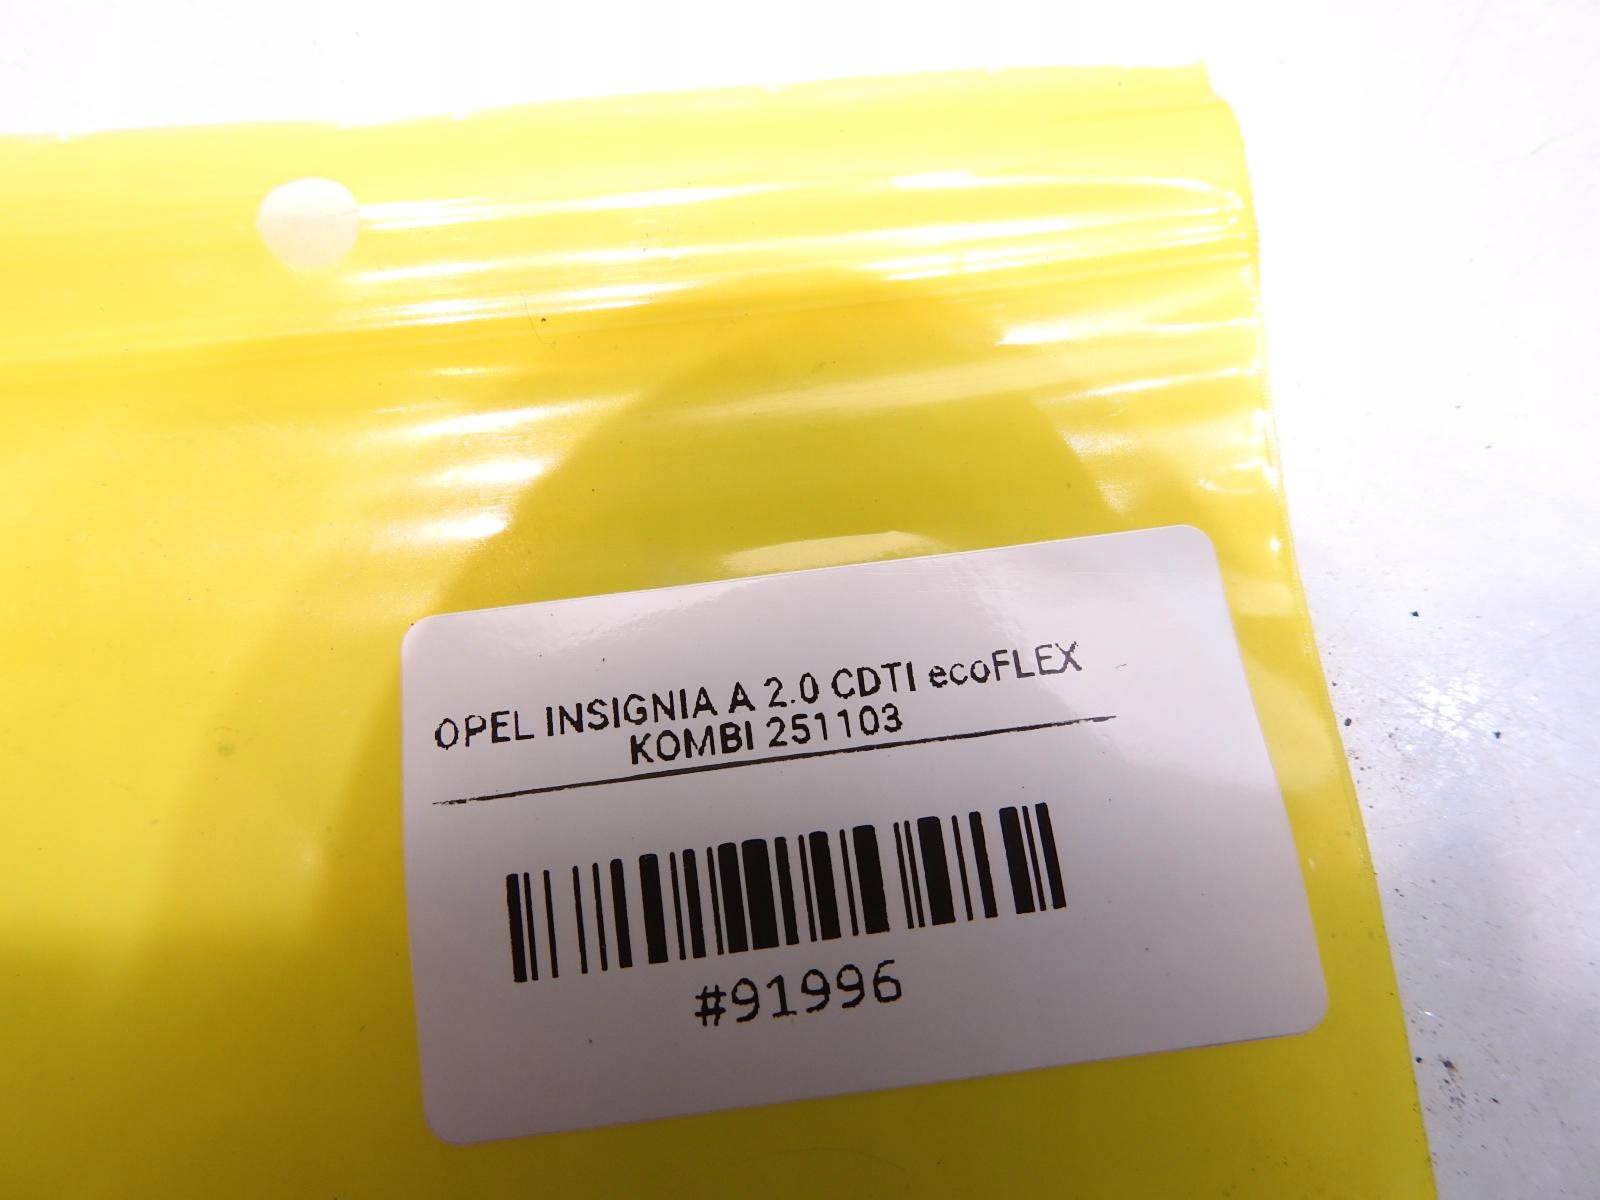 OPEL INSIGNIA A 2.0 CDTI ecoFLEX
KOMBI 251103
#91996